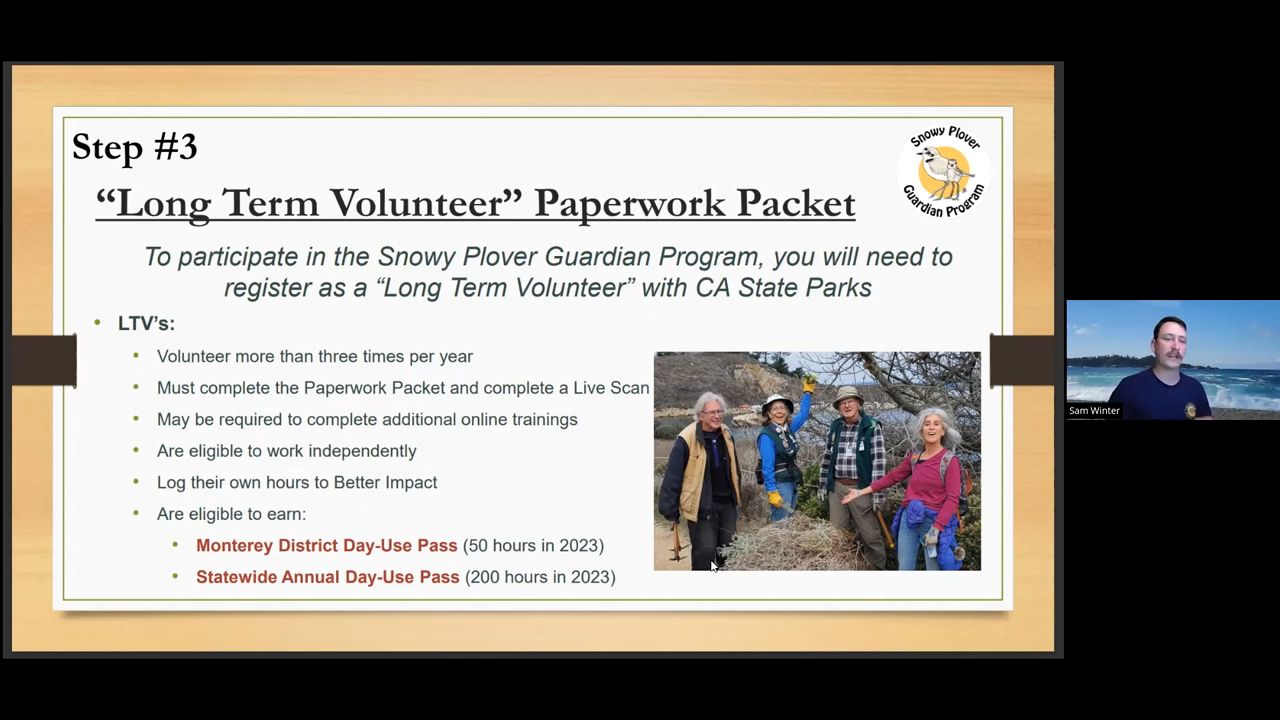 Step #3
Snowy Plover
Guardian Program
“Long Term Volunteer” Paperwork Packet
To participate in the Snowy Plover Guardian Program, you will need to
register as a “Long Term Volunteer” with CA State Parks
• LTV’s:
• Volunteer more than three times per year
• Must complete the Paperwork Packet and complete a Live Scan
• May be required to complete additional online trainings
• Are eligible to work independently
• Log their own hours to Better Impact
• Are eligible to earn:
• Monterey District Day-Use Pass (50 hours in 2023)
• Statewide Annual Day-Use Pass (200 hours in 2023)
Sam Winter